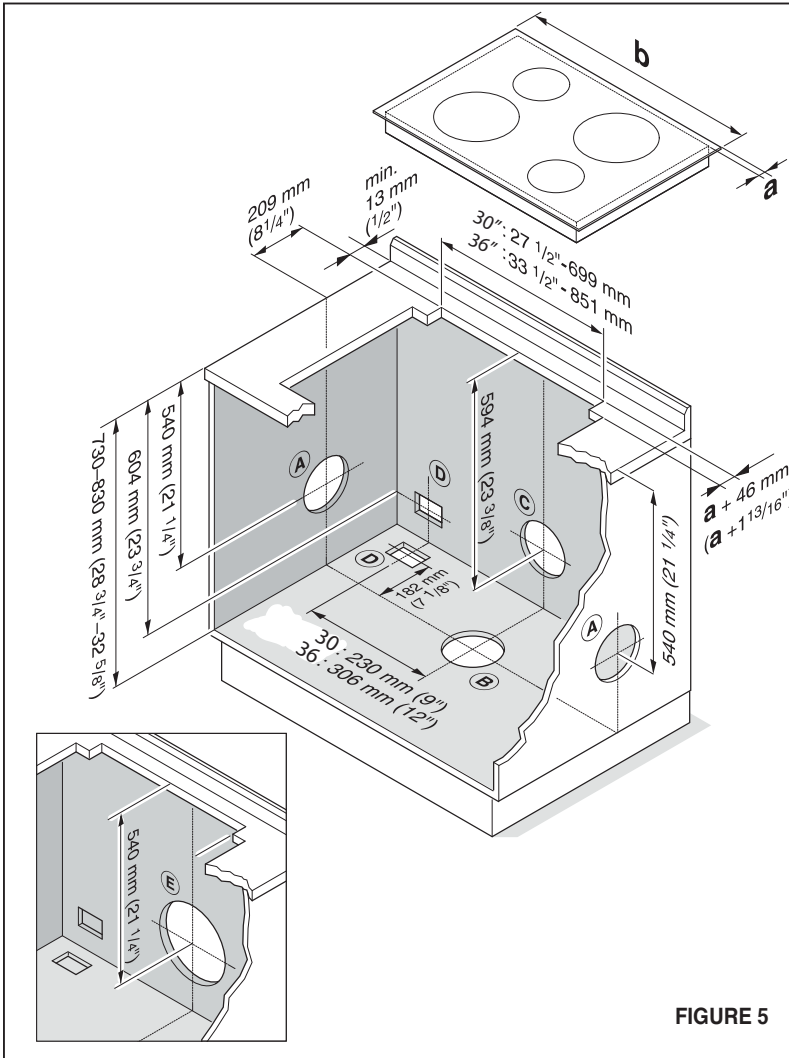 b
a
209 mm
(8 1/4")
min.
13 mm
(1/2")
30": 27 1/2"-699 mm
36" :33 1/2"- 851 mm
540 mm (21 1/4")
604 mm (23 3/4")
730–830 mm (28 3/4"–32 5/8")
A
D
594 mm (23 3/8")
C
a + 46 mm
(a +1 13/16"
540 mm (21 1/4")
D
182 mm
(7 1/8")
A
30 : 230 mm (9")
36 : 306 mm (12")
B
540 mm (21 1/4")
E
FIGURE 5